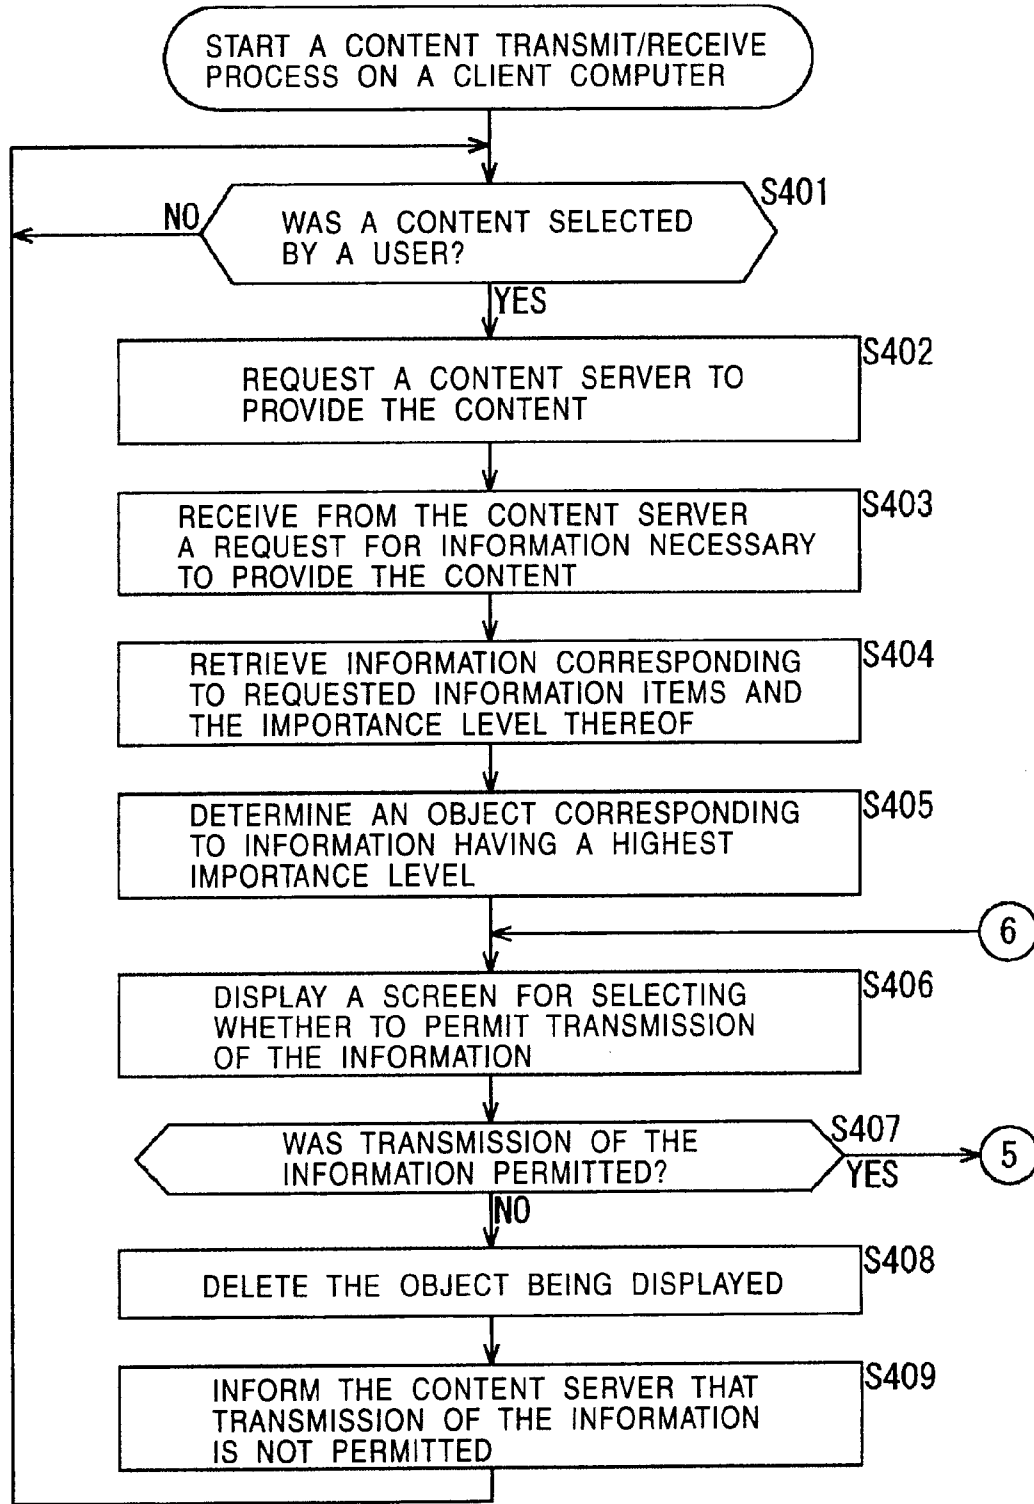 START A CONTENT TRANSMIT/RECEIVE
PROCESS ON A CLIENT COMPUTER
S401
NO
WAS A CONTENT SELECTED
BY A USER?
YES
S402
REQUEST A CONTENT SERVER TO
PROVIDE THE CONTENT
S403
RECEIVE FROM THE CONTENT SERVER
A REQUEST FOR INFORMATION NECESSARY
TO PROVIDE THE CONTENT
S404
RETRIEVE INFORMATION CORRESPONDING
TO REQUESTED INFORMATION ITEMS AND
THE IMPORTANCE LEVEL THEREOF
S405
DETERMINE AN OBJECT CORRESPONDING
TO INFORMATION HAVING A HIGHEST
IMPORTANCE LEVEL
6
S406
DISPLAY A SCREEN FOR SELECTING
WHETHER TO PERMIT TRANSMISSION
OF THE INFORMATION
S407
WAS TRANSMISSION OF THE
INFORMATION PERMITTED?
YES
5
NO
S408
DELETE THE OBJECT BEING DISPLAYED
S409
INFORM THE CONTENT SERVER THAT
TRANSMISSION OF THE INFORMATION
IS NOT PERMITTED